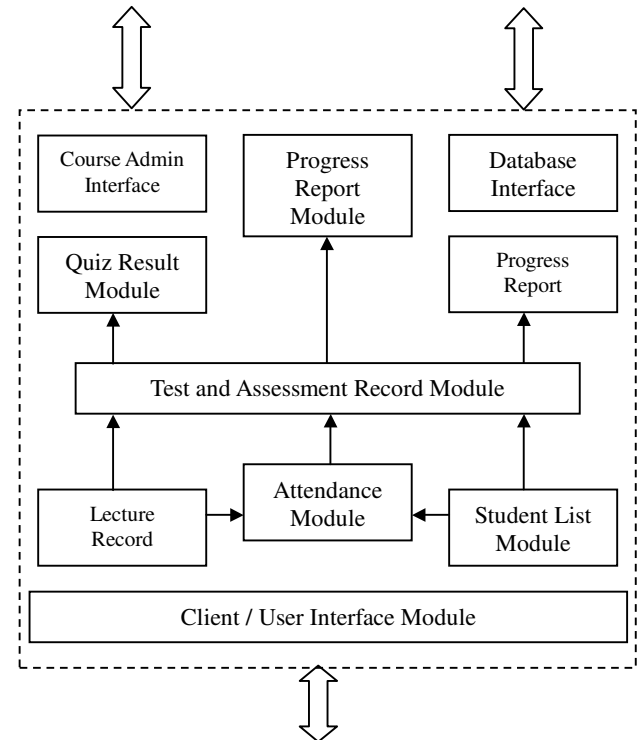 Course Admin
Interface
Progress
Report
Module
Database
Interface
Quiz Result
Module
Progress
Report
Test and Assessment Record Module
Lecture
Record
Attendance
Module
Student List
Module
Client / User Interface Module